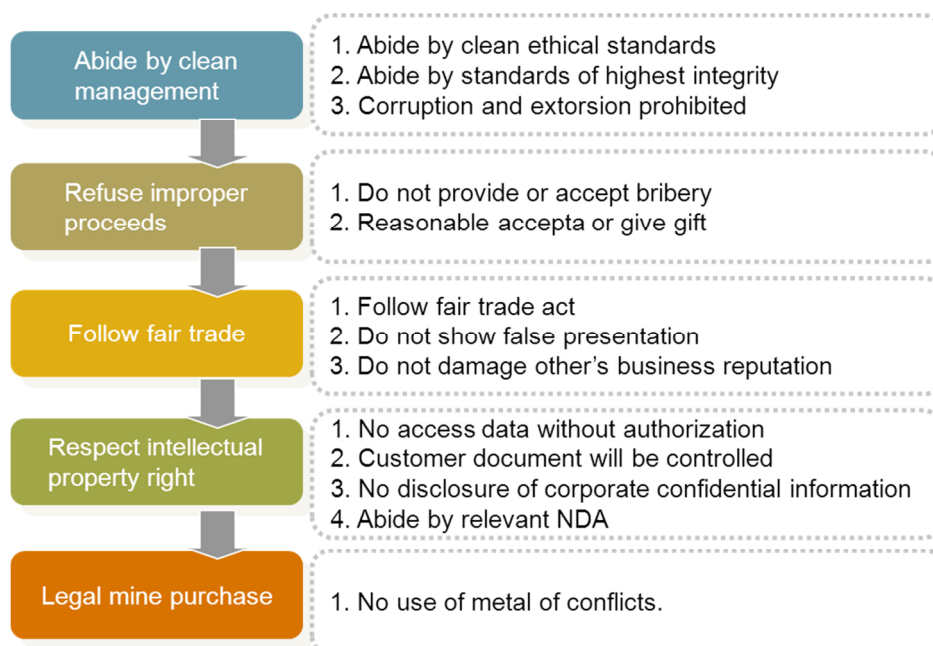 Abide by clean
management
1. Abide by clean ethical standards
2. Abide by standards of highest integrity
3. Corruption and extorsion prohibited
Refuse improper
proceeds
1. Do not provide or accept bribery
2. Reasonable accepta or give gift
Follow fair trade
1. Follow fair trade act
2. Do not show false presentation
3. Do not damage other’s business reputation
Respect intellectual
property right
1. No access data without authorization
2. Customer document will be controlled
3. No disclosure of corporate confidential information
4. Abide by relevant NDA
Legal mine purchase
1. No use of metal of conflicts.